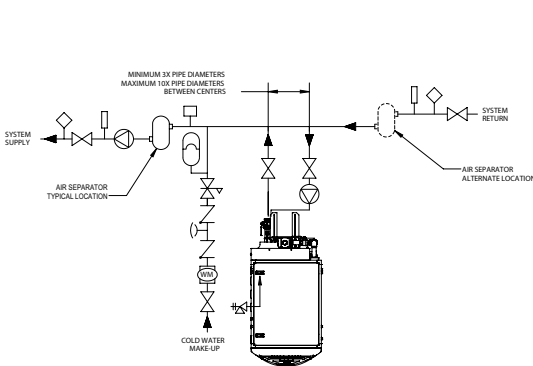 MINIMUM 3X PIPE DIAMETERS
MAXIMUM 10X PIPE DIAMETERS
BETWEEN CENTERS
SYSTEM
RETURN
SYSTEM
SUPPLY
AIR SEPARATOR
ALTERNATE LOCATION
AIR SEPARATOR
TYPICAL LOCATION
WM
COLD WATER
MAKE-UP